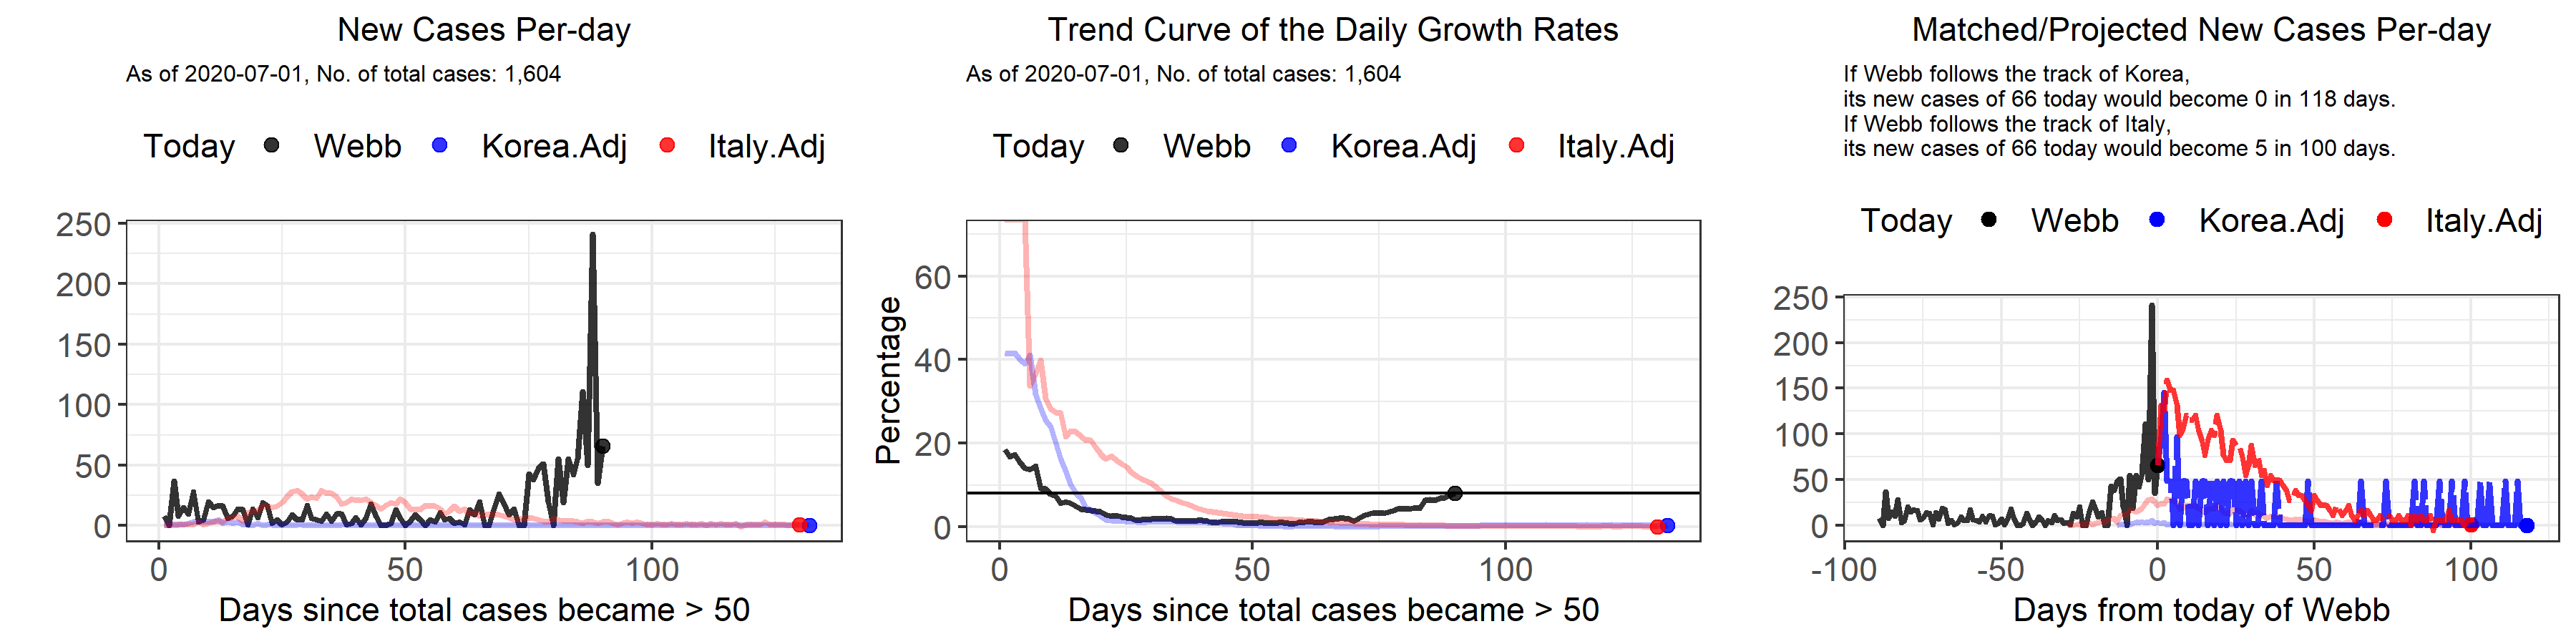 New Cases Per-day
As of 2020-07-01, No. of total cases: 1,604
Today Webb Korea.Adj Italy.Adj
250
200
150
100
50
0
0 50 100
Days since total cases became > 50
Trend Curve of the Daily Growth Rates
As of 2020-07-01, No. of total cases: 1,604
Today Webb Korea.Adj Italy.Adj
Percentage
60
40
20
0
0 50 100
Days since total cases became > 50
Matched/Projected New Cases Per-day
If Webb follows the track of Korea,
its new cases of 66 today would become 0 in 118 days.
If Webb follows the track of Italy,
its new cases of 66 today would become 5 in 100 days.
Today Webb Korea.Adj Italy.Adj
250
200
150
100
50
0
-100 -50 0 50 100
Days from today of Webb